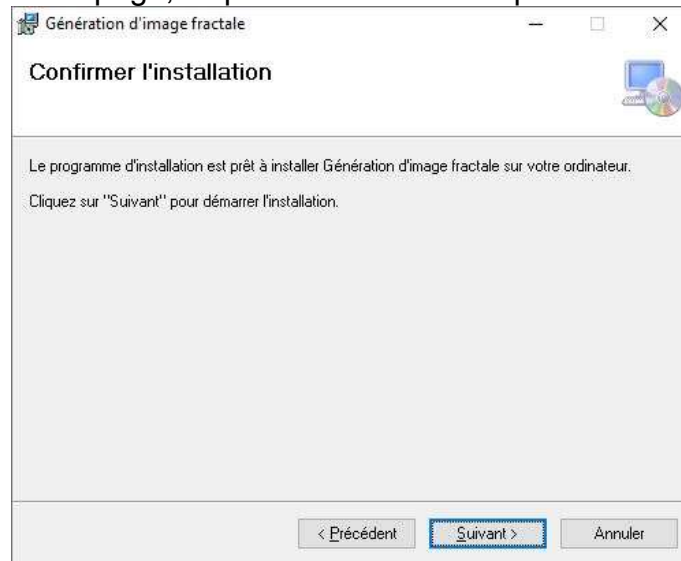 Génération d'image fractale
Confirmer l'installation
Le programme d'installation est prêt à installer Génération d'image fractale sur votre ordinateur.
Cliquez sur "Suivant" pour démarrer l'installation.
< Précédent
Suivant >
Annuler